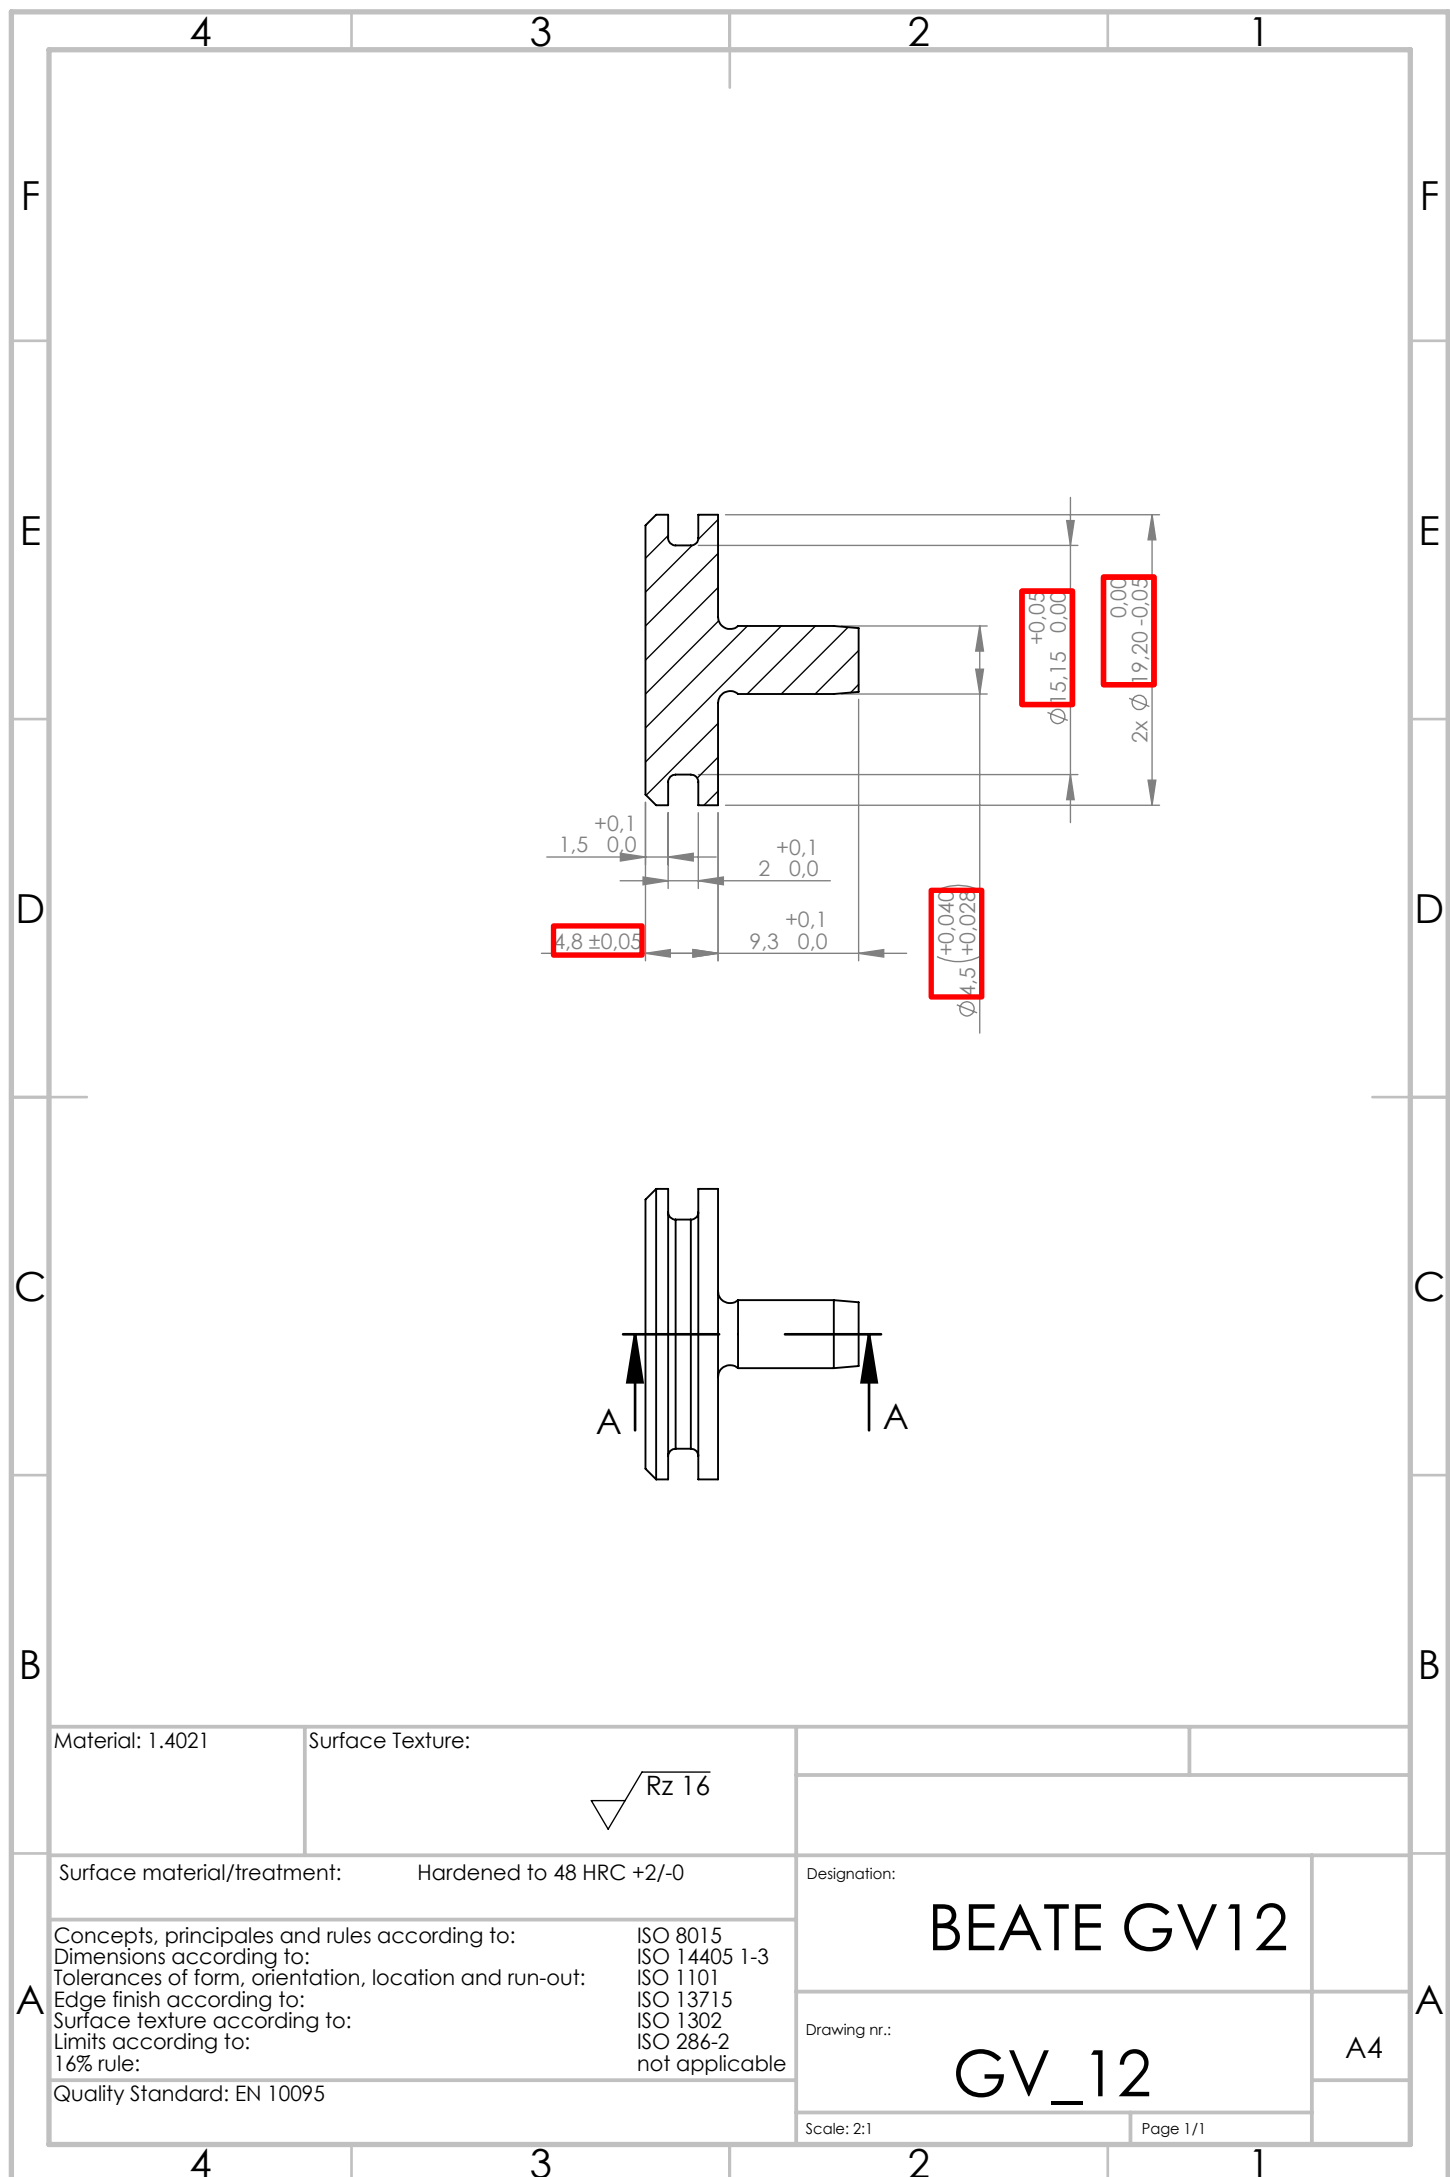 4 3 2 1
F F
E E
+0,05
Ø 15,15 0,00
0,00
2x Ø 19,20 -0,05
+0,1
1,5 0,0
+0,1
2 0,0
D D
4,8 ±0,05
+0,1
9,3 0,0
+0,040
Ø 4,5 (+0,028)
C C
A A
B B
Material: 1.4021
Surface Texture:
Rz 16
Surface material/treatment: Hardened to 48 HRC +2/-0
Concepts, principales and rules according to: ISO 8015
Dimensions according to: ISO 14405 1-3
Tolerances of form, orientation, location and run-out: ISO 1101
Edge finish according to: ISO 13715
Surface texture according to: ISO 1302
Limits according to: ISO 286-2
16% rule: not applicable
Quality Standard: EN 10095
Designation:
BEATE GV12
Drawing nr.:
GV_12
A4
Scale: 2:1
Page 1/1
A A
4 3 2 1